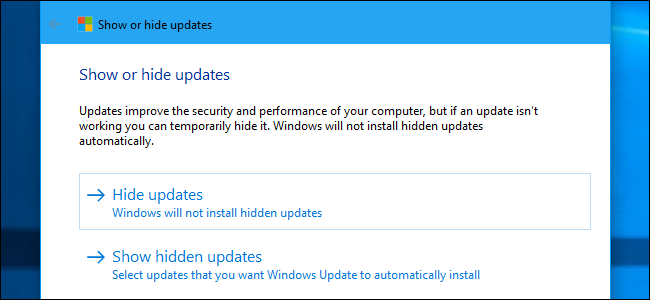 Show or hide updates
Show or hide updates
Updates improve the security and performance of your computer, but if an update isn't
working you can temporarily hide it. Windows will not install hidden updates
automatically.
Hide updates
Windows will not install hidden updates
Show hidden updates
Select updates that you want Windows Update to automatically install